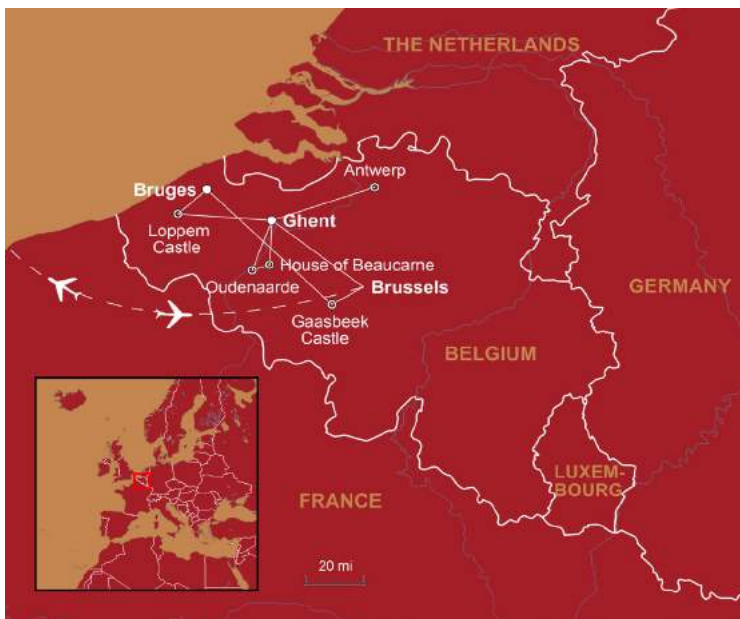 THE NETHERLANDS
Antwerp
Bruges
Ghent
Loppem
Castle
House of Beaucarne
Oudenaarde
Brussels
GERMANY
Gaasbeek
Castle
BELGIUM
LUXEM-
BOURG
FRANCE
20 mi